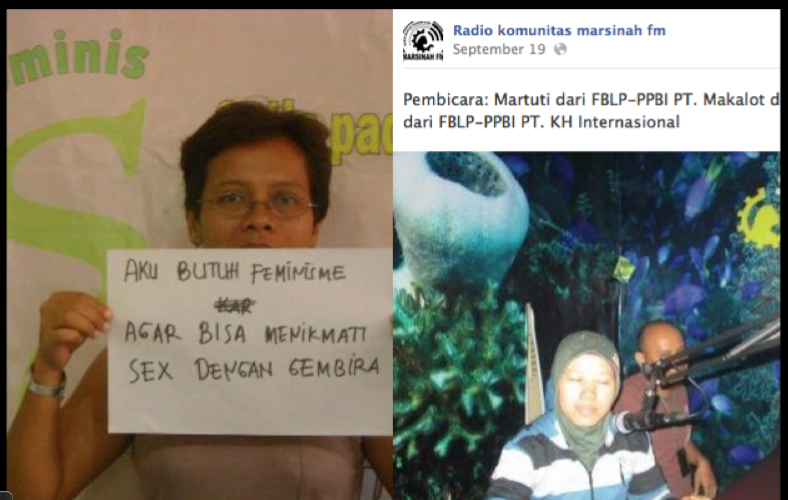 minis
pad
AKU BUTUH FEMINISME
AGAR BISA MENIKMATI
SEX DENGAN GEMBIRA
Radio komunitas marsinah fm
September 19
MARSINAH FM
Pembicara: Martuti dari FBLP-PPBI PT. Makalot d
dari FBLP-PPBI PT. KH Internasional